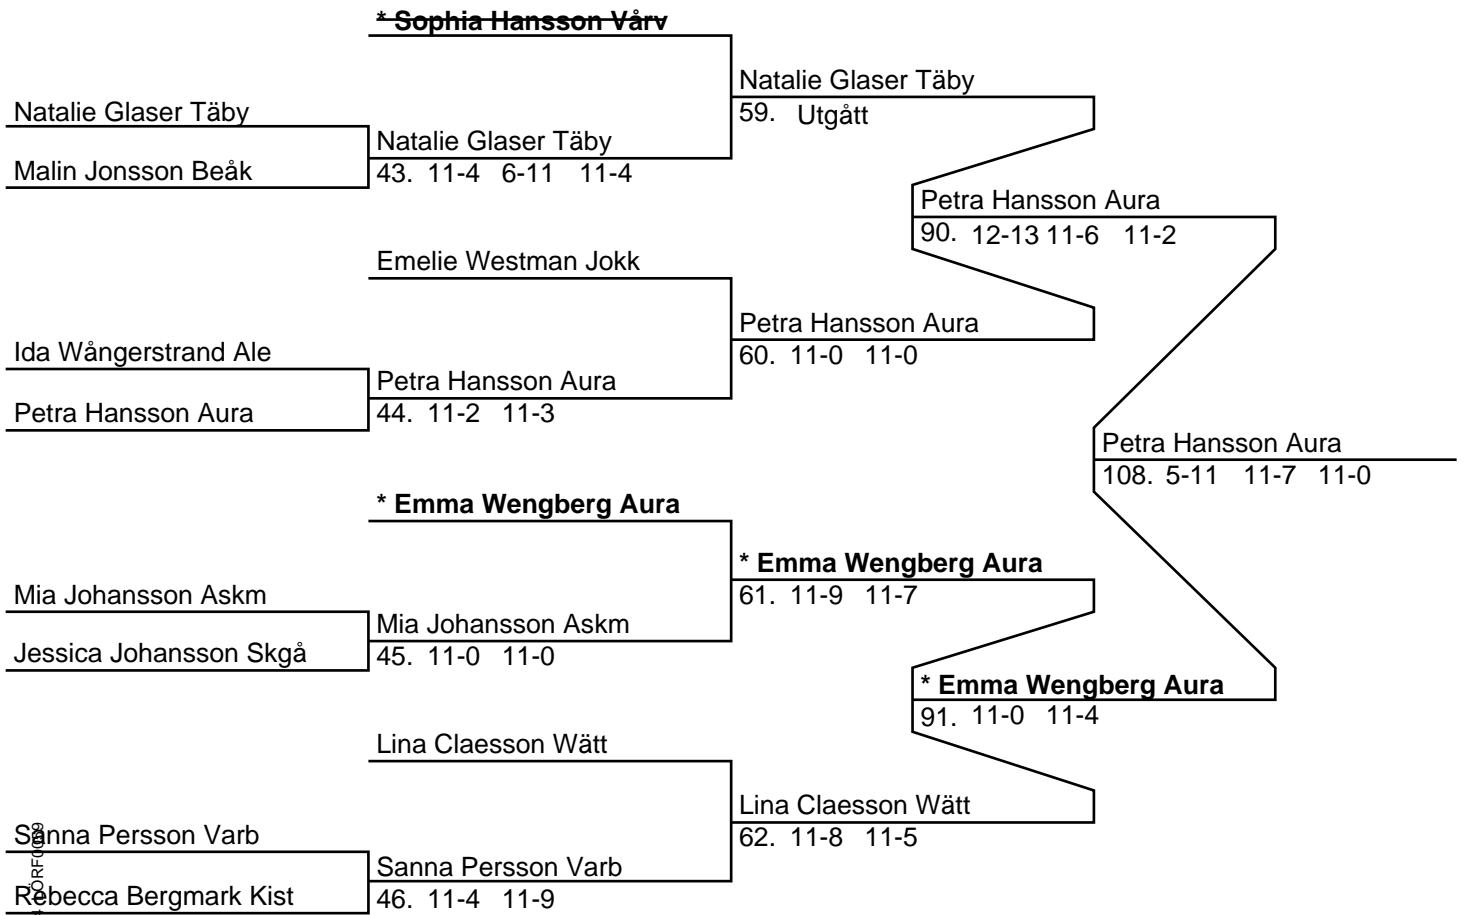 * Sophia Hansson Vårv
Natalie Glaser Täby
59. Utgått
Natalie Glaser Täby
Natalie Glaser Täby
43. 11-4 6-11 11-4
Malin Jonsson Beåk
Petra Hansson Aura
90. 12-13 11-6 11-2
Emelie Westman Jokk
Petra Hansson Aura
60. 11-0 11-0
Ida Wångerstrand Ale
Petra Hansson Aura
44. 11-2 11-3
Petra Hansson Aura
Petra Hansson Aura
108. 5-11 11-7 11-0
* Emma Wengberg Aura
* Emma Wengberg Aura
61. 11-9 11-7
Mia Johansson Askm
Mia Johansson Askm
45. 11-0 11-0
Jessica Johansson Skgå
* Emma Wengberg Aura
91. 11-0 11-4
Lina Claesson Wätt
Lina Claesson Wätt
62. 11-8 11-5
Sanna Persson Varb
Sanna Persson Varb
46. 11-4 11-9
Rebecca Bergmark Kist